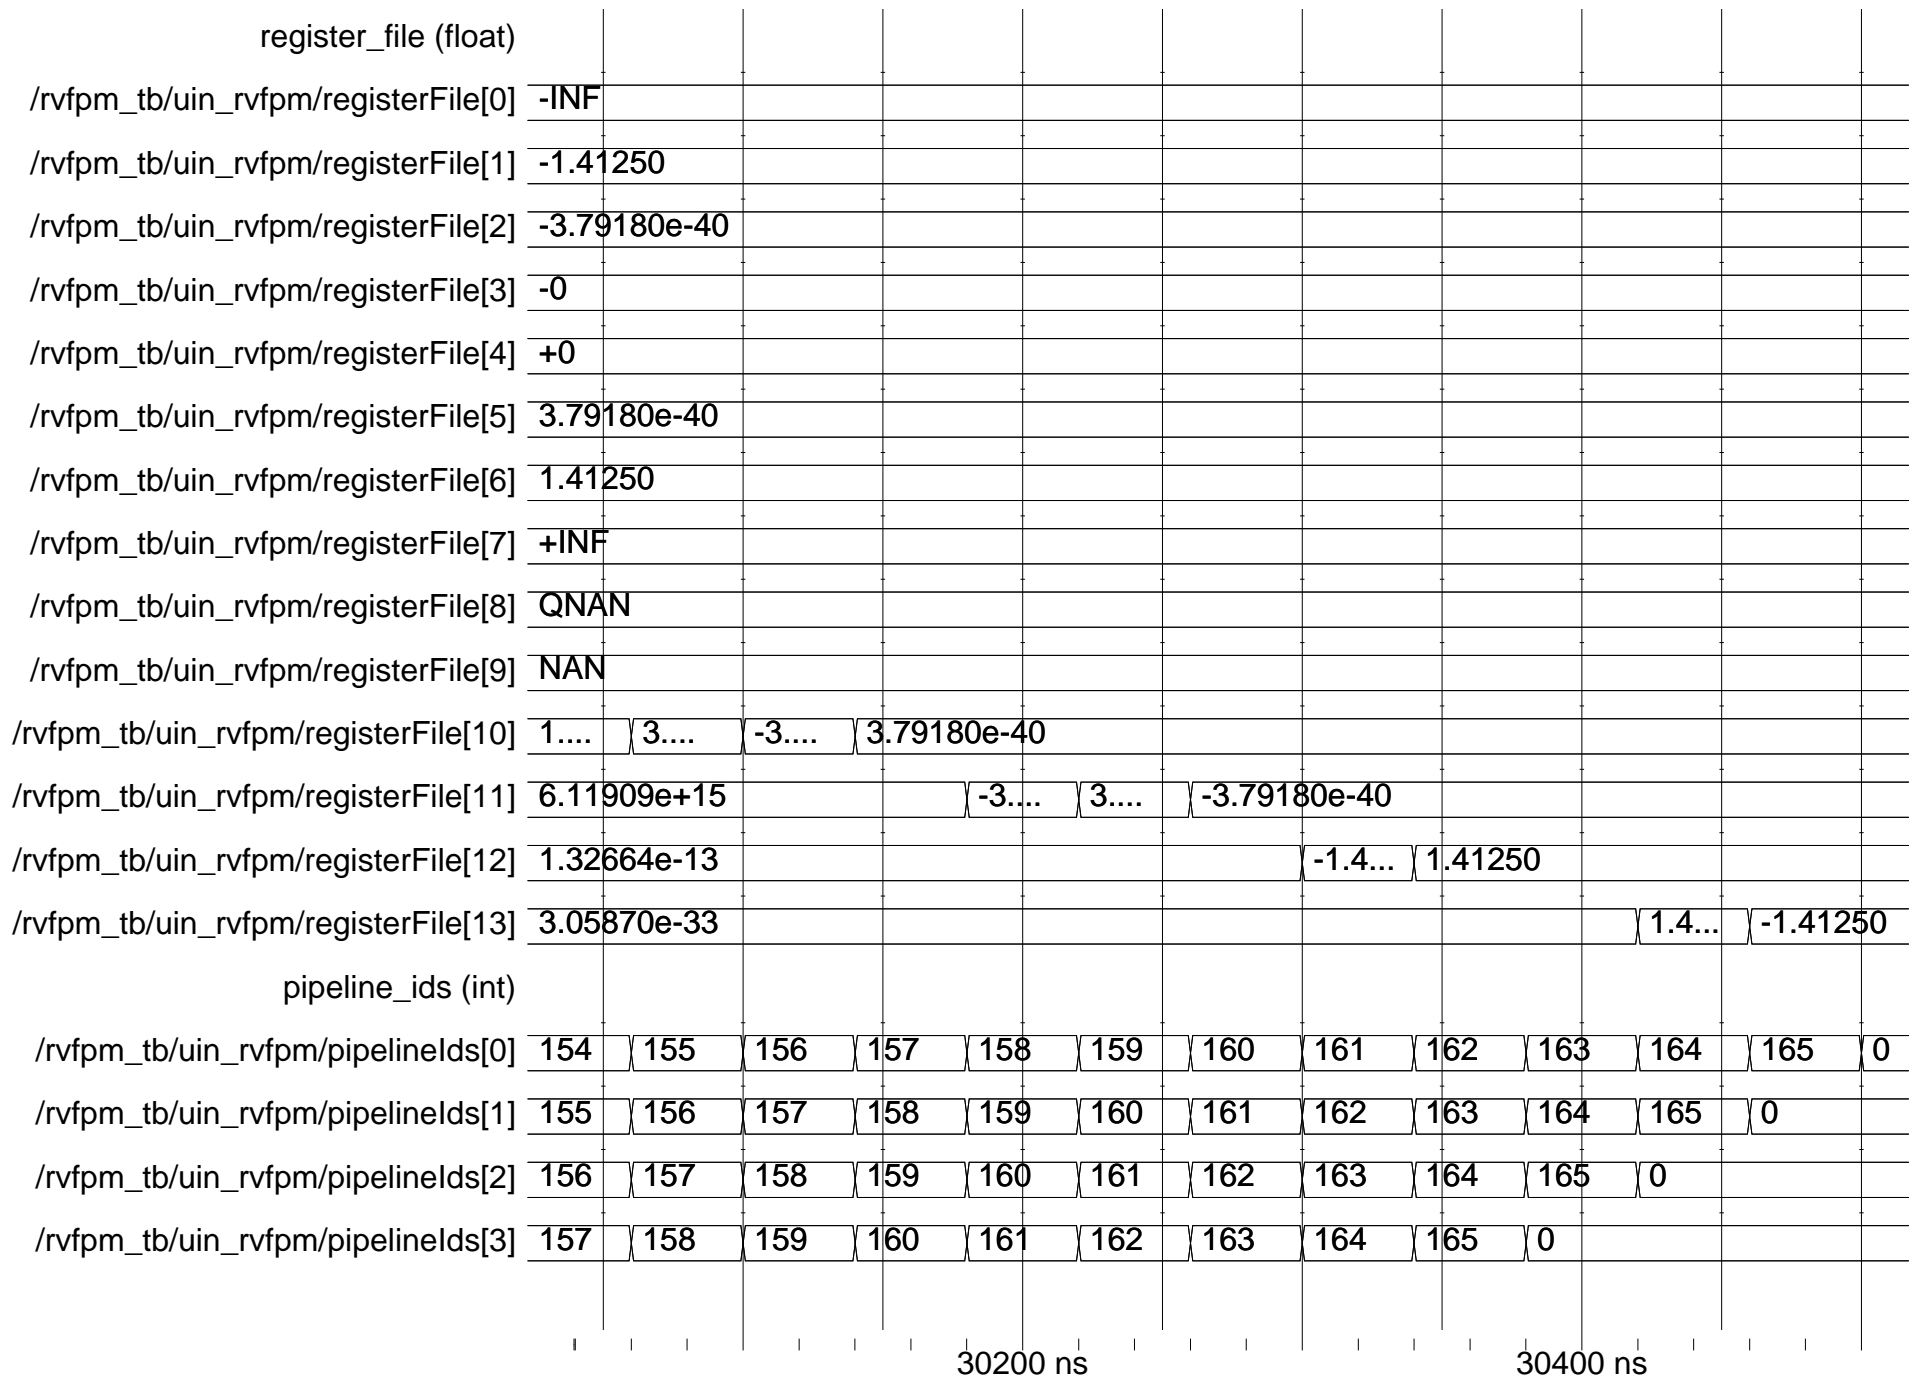 register_file (float)
/rvfpm_tb/uin_rvfpm/registerFile[0] -INF
/rvfpm_tb/uin_rvfpm/registerFile[1] -1.41250
/rvfpm_tb/uin_rvfpm/registerFile[2] -3.79180e-40
/rvfpm_tb/uin_rvfpm/registerFile[3] -0
/rvfpm_tb/uin_rvfpm/registerFile[4] +0
/rvfpm_tb/uin_rvfpm/registerFile[5] 3.79180e-40
/rvfpm_tb/uin_rvfpm/registerFile[6] 1.41250
/rvfpm_tb/uin_rvfpm/registerFile[7] +INF
/rvfpm_tb/uin_rvfpm/registerFile[8] QNAN
/rvfpm_tb/uin_rvfpm/registerFile[9] NAN
/rvfpm_tb/uin_rvfpm/registerFile[10] 1.... 3.... -3.... 3.79180e-40
/rvfpm_tb/uin_rvfpm/registerFile[11] 6.11909e+15 -3.... 3.... -3.79180e-40
/rvfpm_tb/uin_rvfpm/registerFile[12] 1.32664e-13 -1.4... 1.41250
/rvfpm_tb/uin_rvfpm/registerFile[13] 3.05870e-33 1.4... -1.41250
pipeline_ids (int)
/rvfpm_tb/uin_rvfpm/pipelineIds[0] 154 155 156 157 158 159 160 161 162 163 164 165 0
/rvfpm_tb/uin_rvfpm/pipelineIds[1] 155 156 157 158 159 160 161 162 163 164 165 0
/rvfpm_tb/uin_rvfpm/pipelineIds[2] 156 157 158 159 160 161 162 163 164 165 0
/rvfpm_tb/uin_rvfpm/pipelineIds[3] 157 158 159 160 161 162 163 164 165 0
30200 ns 30400 ns